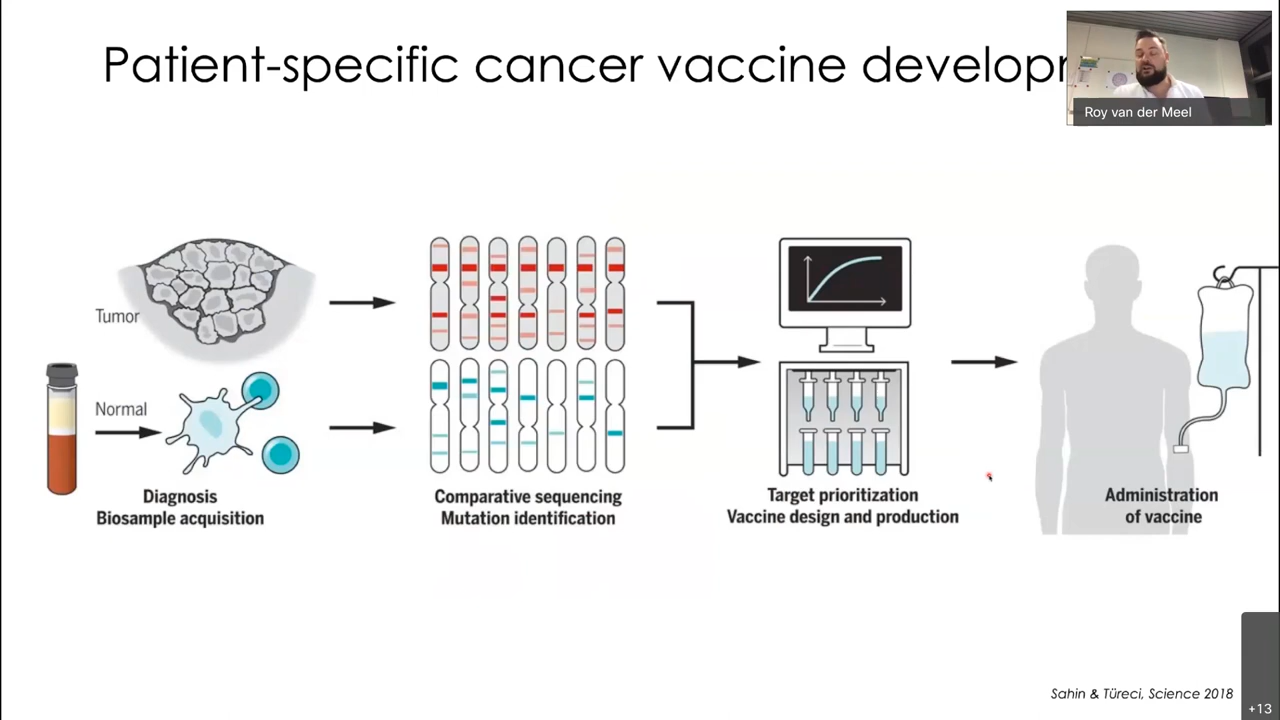 Patient-specific cancer vaccine develop
Roy van der Meel
Tumor
Normal
Diagnosis
Biosample acquisition
Comparative sequencing
Mutation identification
Target prioritization
Vaccine design and production
Administration
of vaccine
Sahin & Türeci, Science 2018
+13